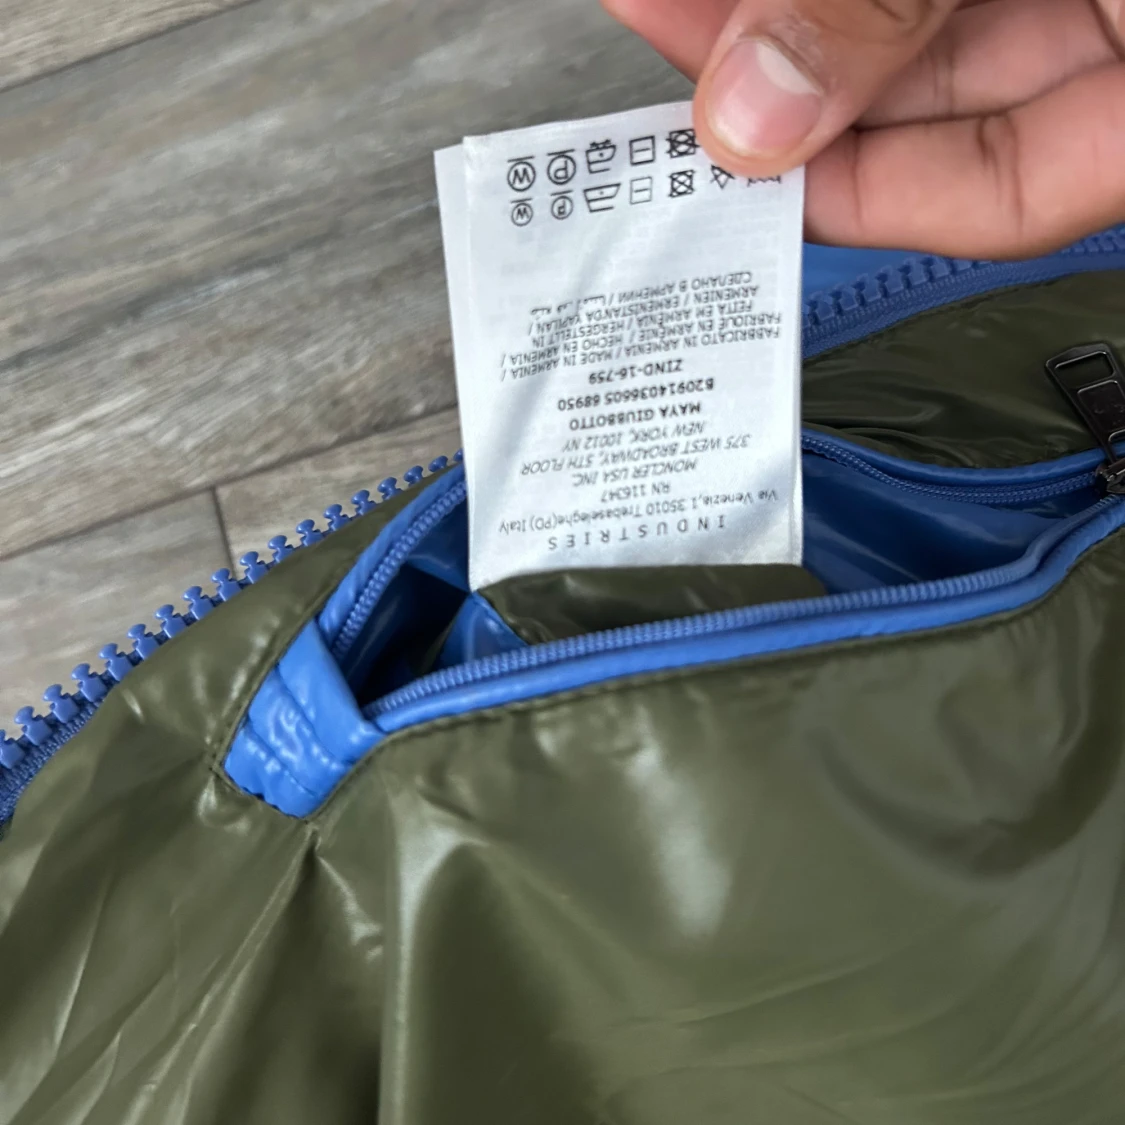 INDUSTRIES
Via Venezia,1 35010 Trebaseleghe(PD) Italy
RN 116347
MONCLER USA INC.
375 WEST BROADWAY, 5TH FLOOR
NEW YORK, 10012 NY
MAYA GIUBBOTTO
B20914036605 68950
ZIND-16-759
FABBRICATO IN ARMENIA / MADE IN ARMENIA /
FABRIQUÉ EN ARMÉNIE / HECHO EN ARMENIA /
FEITA EM ARMÊNIA / HERGESTELLT IN
ARMENIEN / ERMENISTANDA YAPILAN /
СДЕЛАНО В АРМЕНИИ /
W P
W P